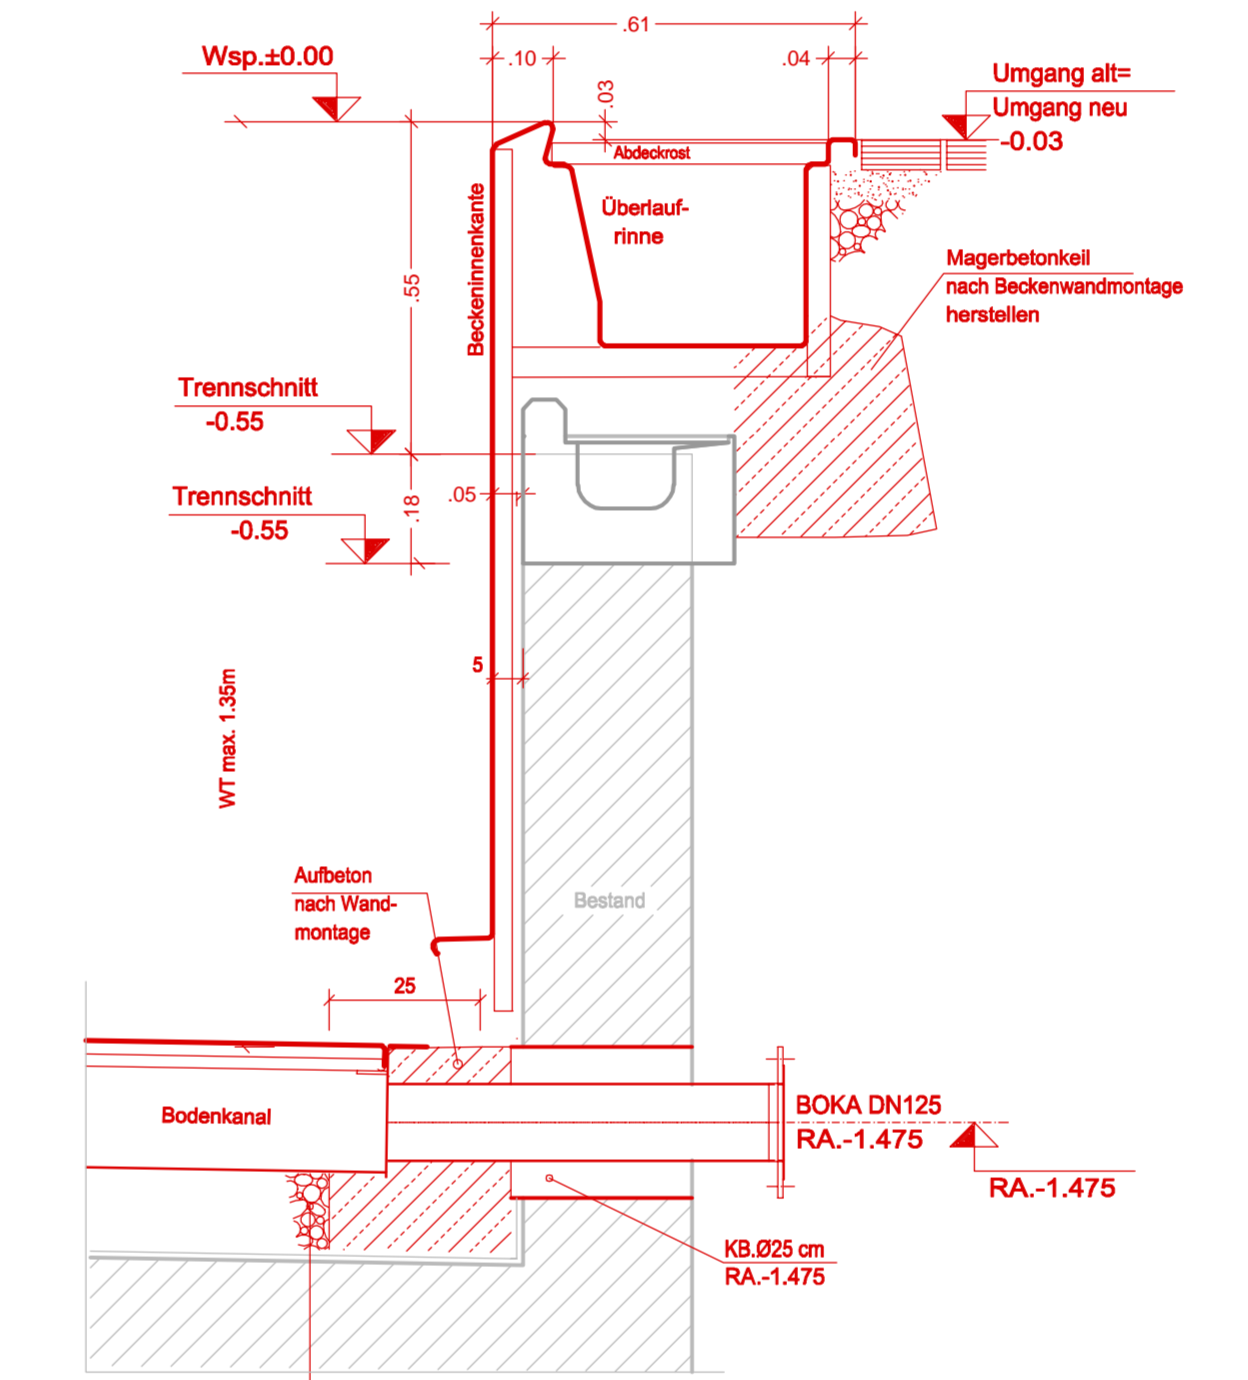 .61
Wsp.±0.00
.10
.04
.03
Umgang alt=
Umgang neu
-0.03
Abdeckrost
Überlauf-
rinne
Beckeninnenkante
.55
Magerbetonkeil
nach Beckenwandmontage
herstellen
Trennschnitt
-0.55
.05
.18
Trennschnitt
-0.55
5
WT max. 1.35m
Aufbeton
nach Wand-
montage
Bestand
25
Bodenkanal
BOKA DN125
RA.-1.475
RA.-1.475
KB.Ø25 cm
RA.-1.475